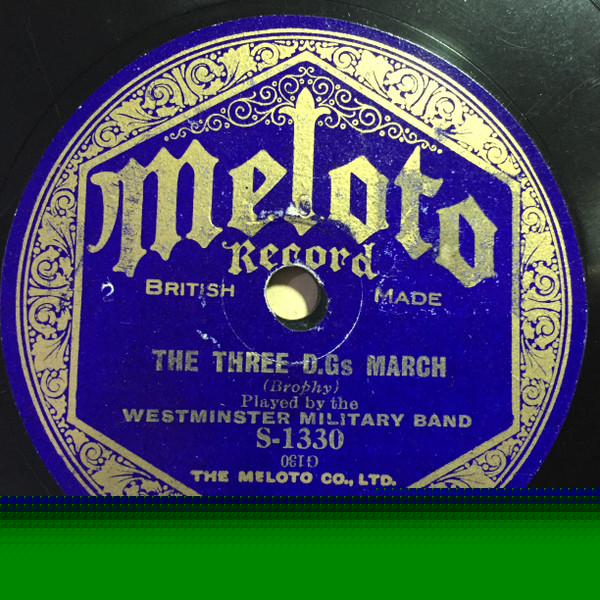 Meloto
Record
BRITISH MADE
THE THREE D.Gs MARCH
(Brophy)
Played by the
WESTMINSTER MILITARY BAND
S-1330
G130
THE MELOTO CO., LTD.